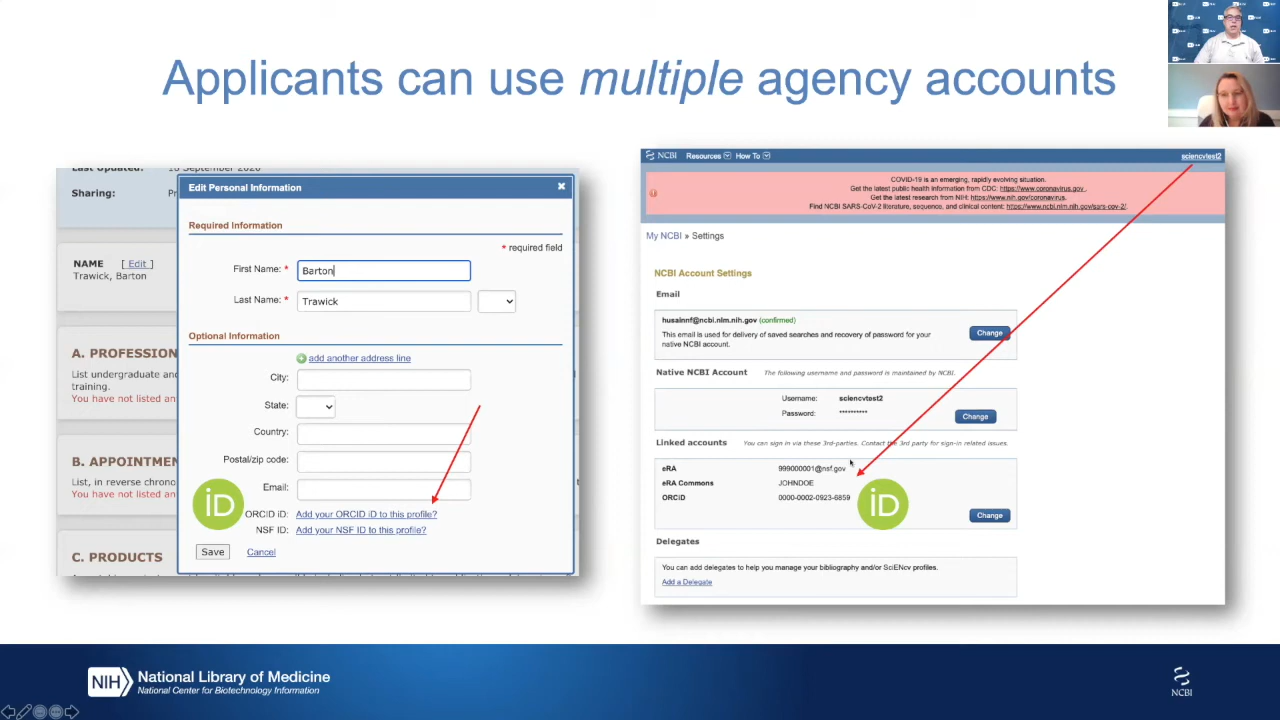 Applicants can use multiple agency accounts
Sharing:
NAME [ Edit ]
Trawick, Barton
A. PROFESSION
List undergraduate an
training.
You have not listed an
B. APPOINTMEN
List, in reverse chrono
You have not listed an
C. PRODUCTS
Edit Personal Information
Required Information
* required field
First Name: * Barton
Last Name: * Trawick
Optional Information
add another address line
City:
State:
Country:
Postal/zip code:
Email:
iD
ORCID iD: Add your ORCID iD to this profile?
NSF ID: Add your NSF ID to this profile?
Save Cancel
NCBI Resources How To sciencvtest2
COVID-19 is an emerging, rapidly evolving situation.
Get the latest public health information from CDC: https://www.coronavirus.gov .
Get the latest research from NIH: https://www.nih.gov/coronavirus.
Find NCBI SARS-CoV-2 literature, sequence, and clinical content: https://www.ncbi.nlm.nih.gov/sars-cov-2/.
My NCBI » Settings
NCBI Account Settings
Email
husainnf@ncbi.nlm.nih.gov (confirmed)
This email is used for delivery of saved searches and recovery of password for your
native NCBI account.
Change
Native NCBI Account The following username and password is maintained by NCBI.
Username: sciencvtest2
Password: **********
Change
Linked accounts You can sign in via these 3rd-parties. Contact the 3rd party for sign-in related issues.
eRA 999000001@nsf.gov
eRA Commons JOHNDOE
ORCiD 0000-0002-0923-6859
iD
Change
Delegates
You can add delegates to help you manage your bibliography and/or SciENcv profiles.
Add a Delegate
NIH National Library of Medicine
National Center for Biotechnology Information
NCBI